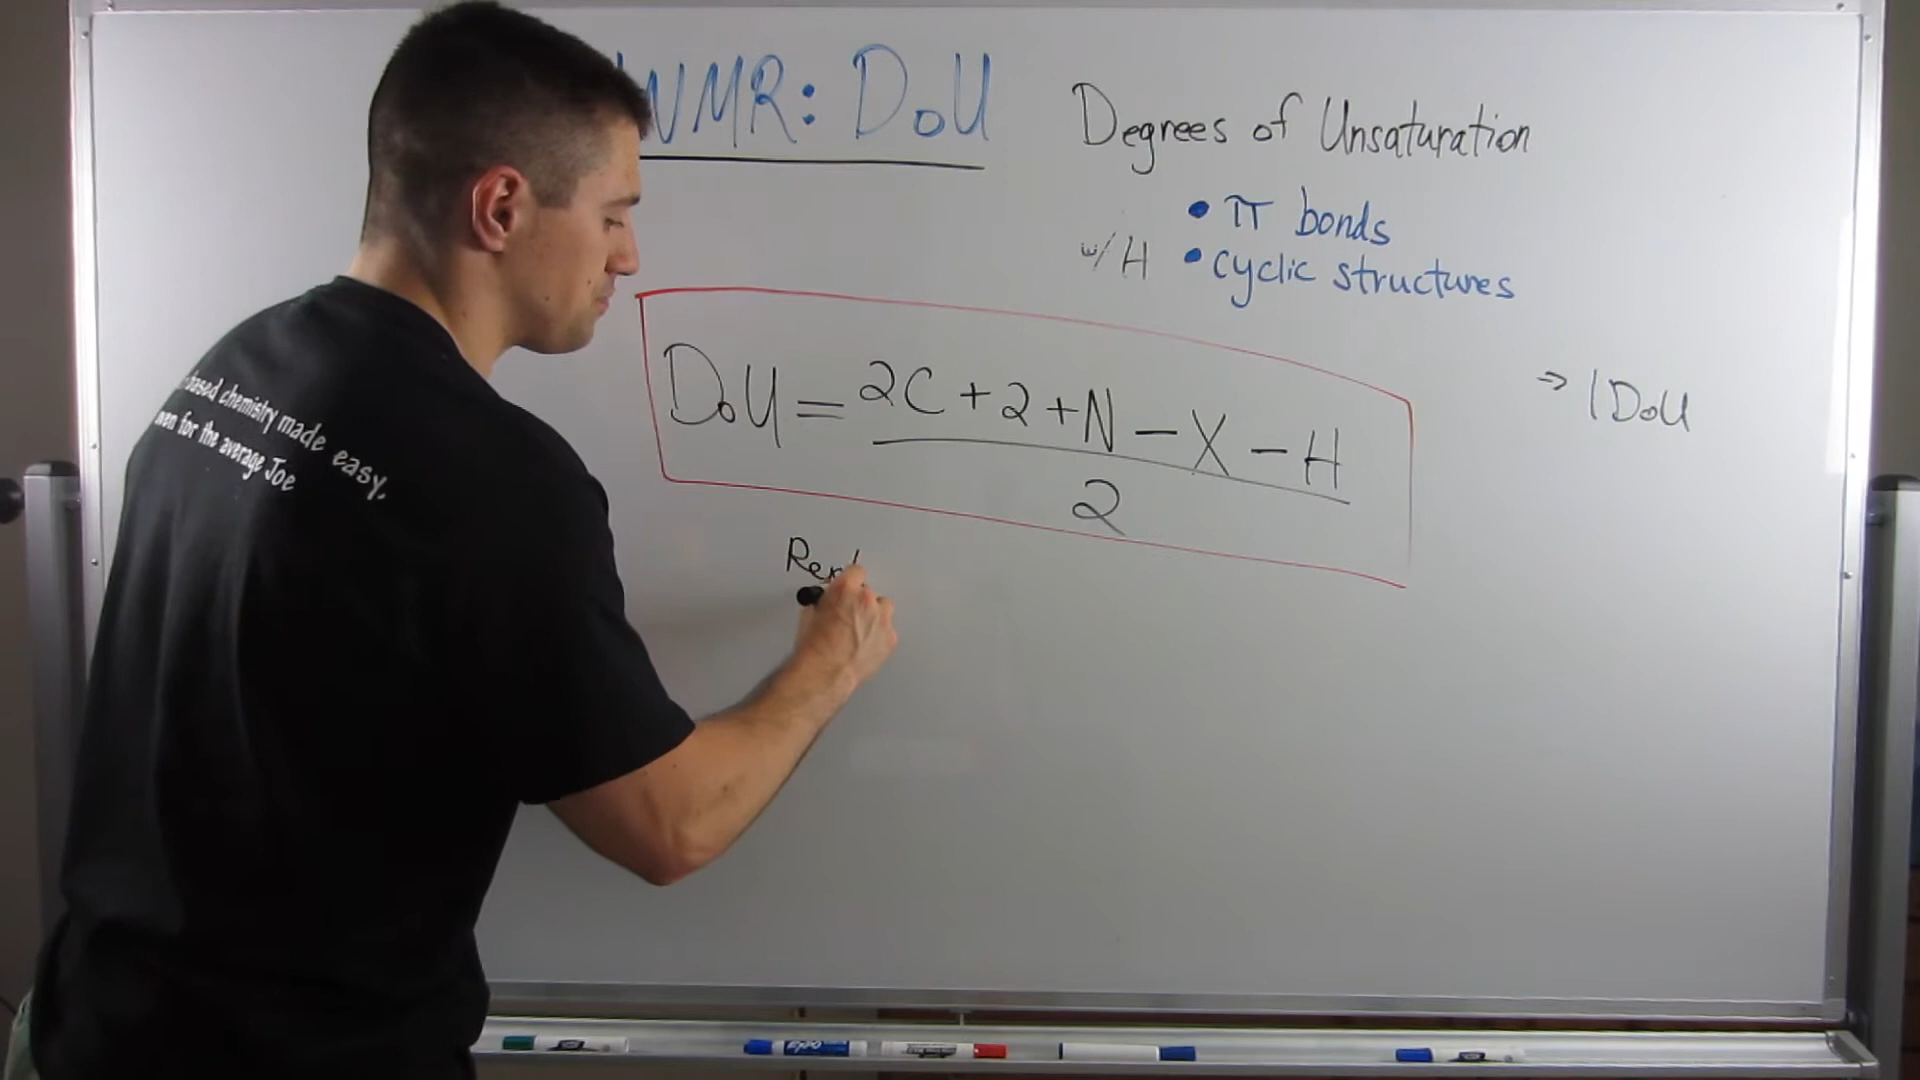 NMR: DoU
Degrees of Unsaturation
• π bonds
w/ H • cyclic structures
DoU = 2C + 2 + N - X - H
2
⇒ 1 DoU
based chemistry made easy,
even for the average Joe